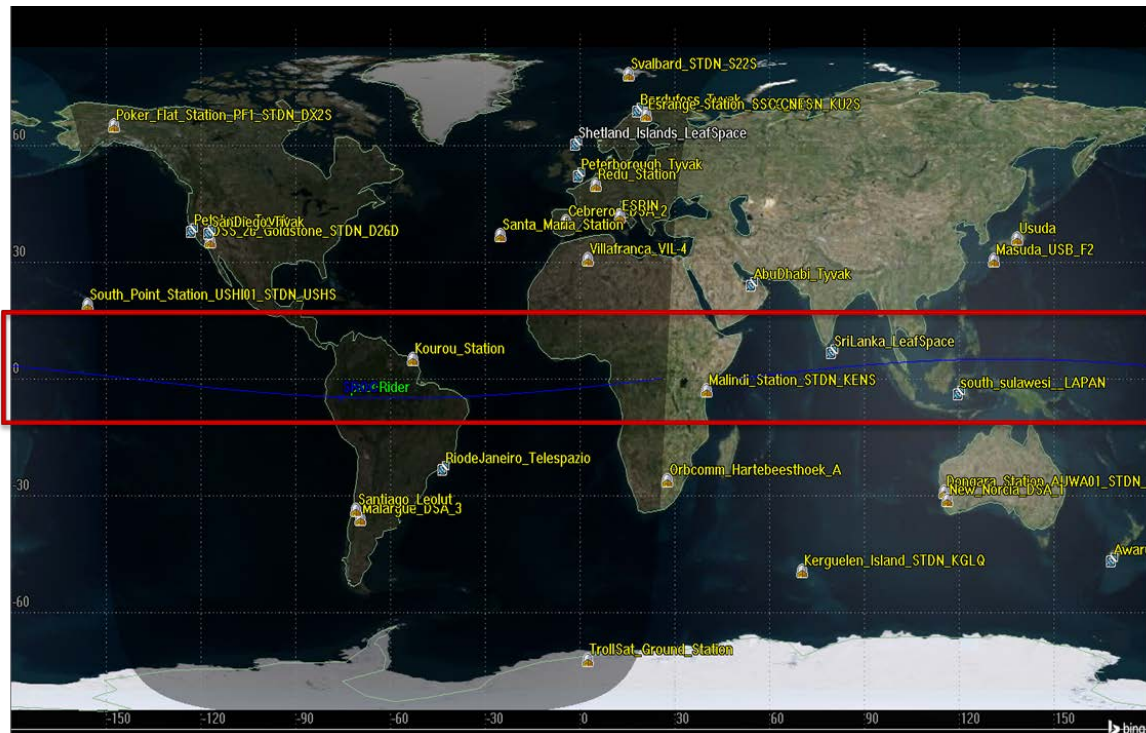 Svalbard_STDN_S22S
Poker_Flat_Station_PF1_STDN_DX2S
60
Shetland_Islands_LeafSpace
Peterborough_Tyvak
Redu_Station
ESRIN
Santa_Maria_Station
Usuda
Masuda_USB_F2
30
Villafranca_VIL-4
AbuDhabi_Tyvak
South_Point_Station_USHI01_STDN_USHS
SriLanka_LeafSpace
Kourou_Station
0
Rider
Malindi_Station_STDN_KENS
south_sulawesi__LAPAN
RiodeJaneiro_Telespazio
Orbcomm_Hartebeesthoek_A
-30
Santiago_Leolut
Malargue_DSA_3
New_Norcia_DSA_1
Kerguelen_Island_STDN_KGLQ
-60
TrollSat_Ground_Station
-150 -120 -90 -60 -30 0 30 60 90 120 150
bing